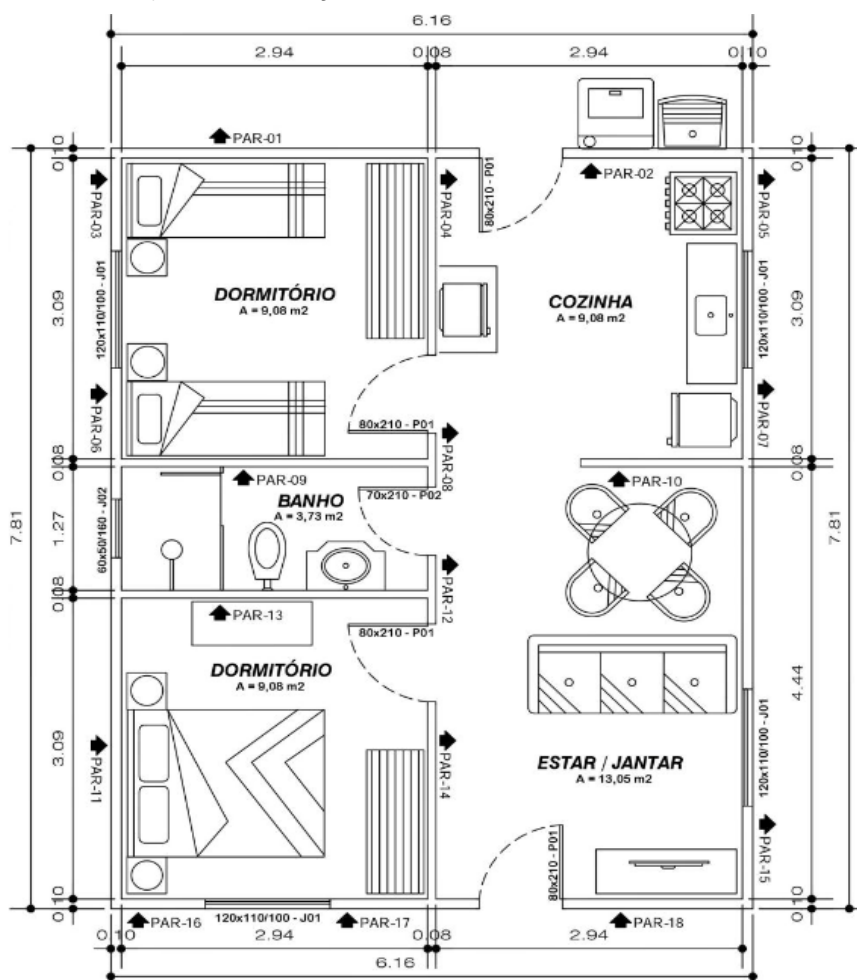 6.16
2.94
0.08
2.94
0.10
PAR-01
PAR-02
80x210 - P01
0.10
0.10
PAR-03
PAR-04
PAR-05
3.09
120x110/100 - J01
DORMITÓRIO
A = 9,08 m2
COZINHA
A = 9,08 m2
120x110/100 - J01
3.09
PAR-06
80x210 - P01
PAR-07
0.08
PAR-08
0.08
PAR-09
PAR-10
BANHO
A = 3,73 m2
70x210 - P02
7.81
1.27
60x50/160 - J02
7.81
0.08
PAR-12
PAR-13
80x210 - P01
DORMITÓRIO
A = 9,08 m2
4.44
3.09
PAR-11
PAR-14
ESTAR / JANTAR
A = 13,05 m2
120x110/100 - J01
PAR-15
80x210 - P01
0.10
0.10
PAR-16
120x110/100 - J01
PAR-17
PAR-18
0.10
2.94
0.08
2.94
6.16